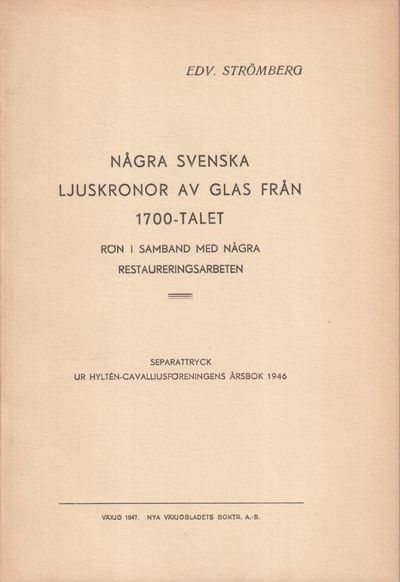 EDV. STRÖMBERG
NÅGRA SVENSKA
LJUSKRONOR AV GLAS FRÅN
1700-TALET
RÖN I SAMBAND MED NÅGRA
RESTAURERINGSARBETEN
SEPARATTRYCK
UR HYLTÉN-CAVALLIUSFÖRENINGENS ÅRSBOK 1946
VÄXJÖ 1947. NYA VÄXJÖBLADETS BOKTR. A.-B.